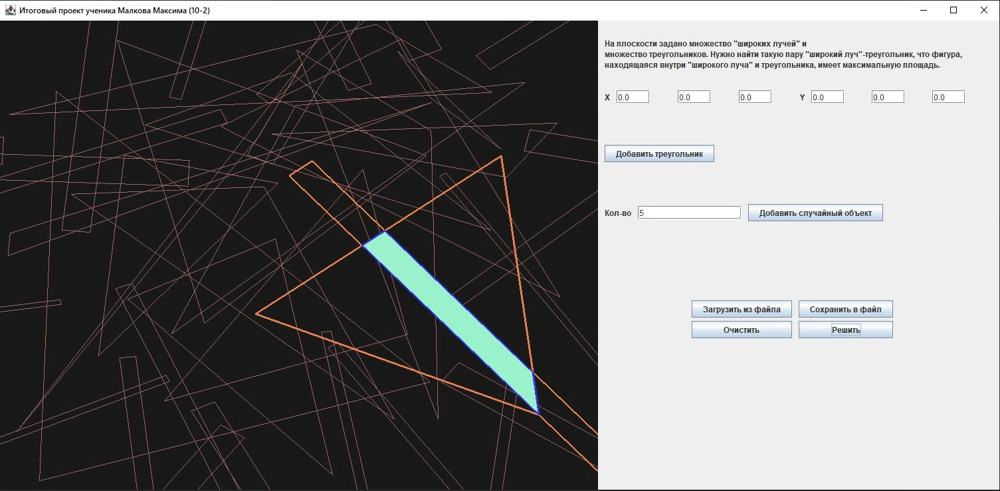 Итоговый проект ученика Малкова Максима (10-2)
На плоскости задано множество "широких лучей" и
множество треугольников. Нужно найти такую пару "широкий луч"-треугольник, что фигура,
находящаяся внутри "широкого луча" и треугольника, имеет максимальную площадь.
X 0.0 0.0 0.0 Y 0.0 0.0 0.0
Добавить треугольник
Кол-во 5 Добавить случайный объект
Загрузить из файла Сохранить в файл
Очистить Решить